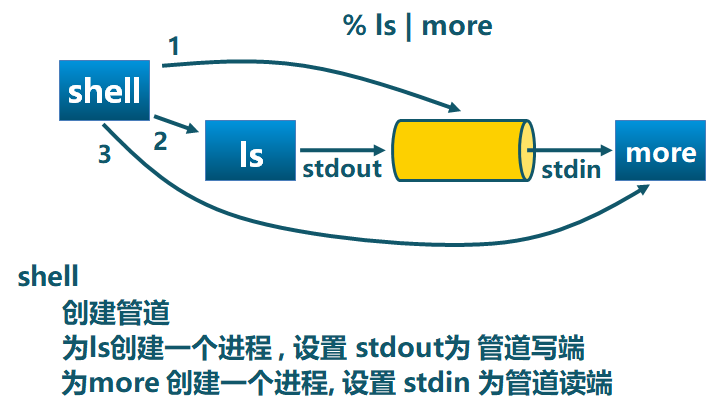 % ls | more
1
shell
2
3
ls
stdout
stdin
more
shell
创建管道
为ls创建一个进程 , 设置 stdout为 管道写端
为more 创建一个进程, 设置 stdin 为管道读端